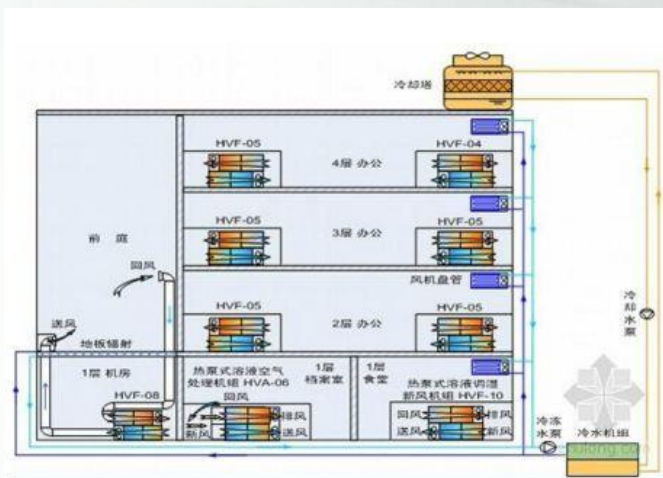 冷却塔
HVF-05
HVF-04
4层 办公
HVF-05
HVF-05
3层 办公
前 庭
回风
风机盘管
HVF-05
HVF-05
冷却水泵
送风
2层 办公
地板辐射
1层 机房
热泵式溶液空气
处理机组 HVA-06
1层
档案室
1层
食堂
热泵式溶液调湿
新风机组 HVF-10
HVF-08
回风
排风
新风
送风
回风
排风
送风
新风
冷冻
水泵
冷水机组